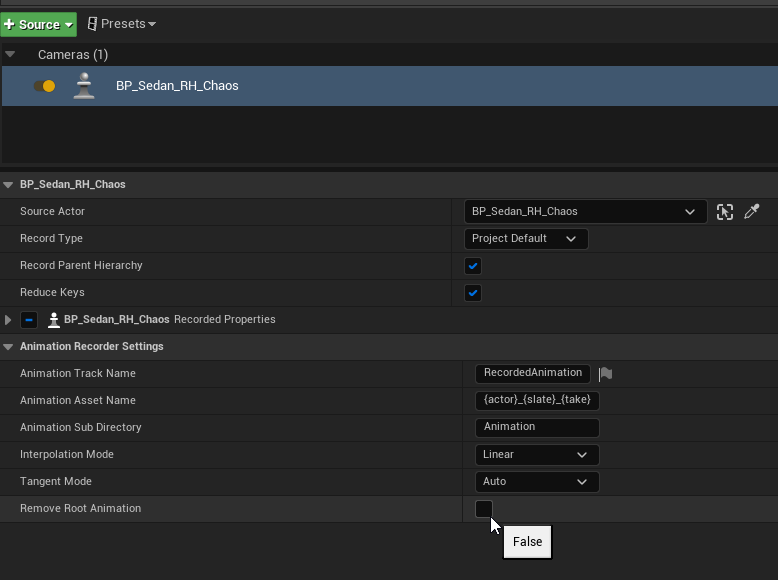 Source
Presets
Cameras (1)
BP_Sedan_RH_Chaos
BP_Sedan_RH_Chaos
Source Actor BP_Sedan_RH_Chaos
Record Type Project Default
Record Parent Hierarchy
Reduce Keys
BP_Sedan_RH_Chaos Recorded Properties
Animation Recorder Settings
Animation Track Name RecordedAnimation
Animation Asset Name {actor}_{slate}_{take}
Animation Sub Directory Animation
Interpolation Mode Linear
Tangent Mode Auto
Remove Root Animation
False